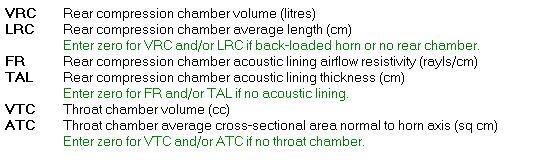 VRC Rear compression chamber volume (litres)
LRC Rear compression chamber average length (cm)
Enter zero for VRC and/or LRC if back-loaded horn or no rear chamber.
FR Rear compression chamber acoustic lining airflow resistivity (rayls/cm)
TAL Rear compression chamber acoustic lining thickness (cm)
Enter zero for FR and/or TAL if no acoustic lining.
VTC Throat chamber volume (cc)
ATC Throat chamber average cross-sectional area normal to horn axis (sq cm)
Enter zero for VTC and/or ATC if no throat chamber.